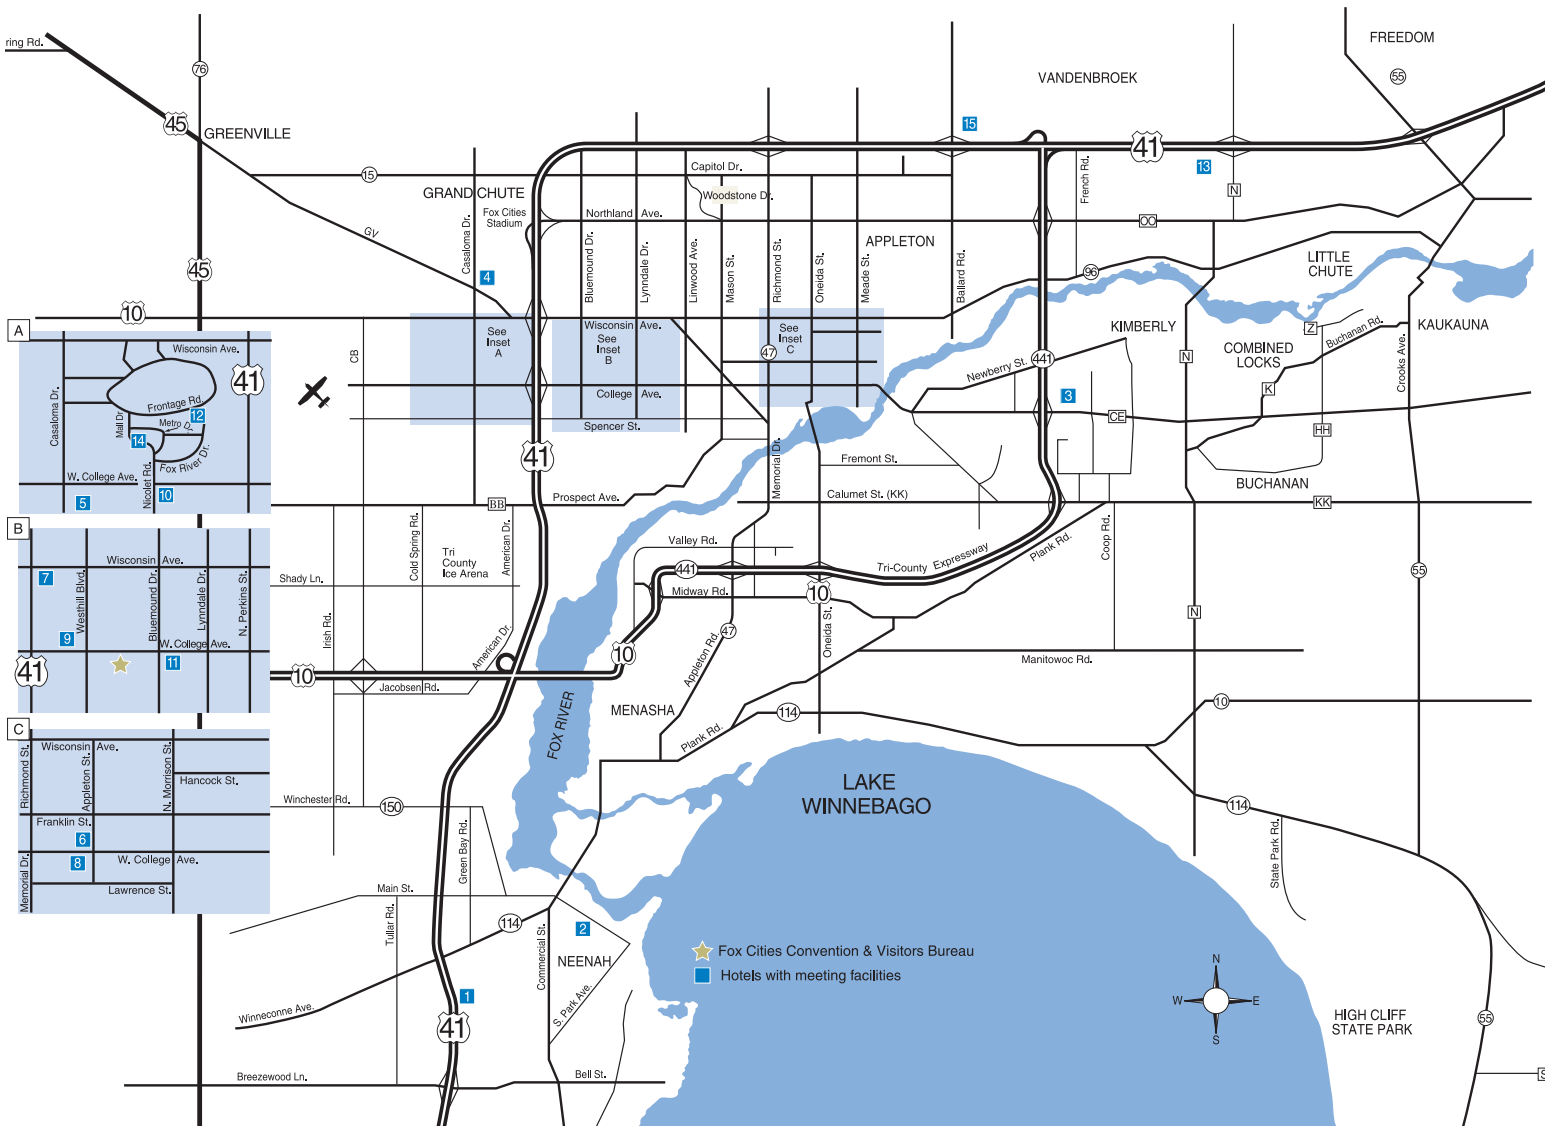 ring Rd.
76
45
GREENVILLE
15
GV
45
10
FREEDOM
55
VANDENBROEK
15
41
13
N
French Rd.
Capitol Dr.
Woodstone Dr.
GRAND CHUTE
Fox Cities
Stadium
Casaloma Dr.
4
Northland Ave.
OO
APPLETON
Bluemound Dr.
Lynndale Dr.
Linwood Ave.
Mason St.
Richmond St.
Oneida St.
Meade St.
Ballard Rd.
96
LITTLE
CHUTE
KIMBERLY
Z
Buchanan Rd.
KAUKAUNA
COMBINED
LOCKS
N
K
Crooks Ave.
See
Inset
A
Wisconsin Ave.
See
Inset
B
See
Inset
C
47
441
Newberry St.
3
CE
HH
CB
College Ave.
Spencer St.
41
Memorial Dr.
Fremont St.
BUCHANAN
BB
Prospect Ave.
Calumet St. (KK)
KK
A
Wisconsin Ave.
41
Casaloma Dr.
Frontage Rd.
Mall Dr.
12
Metro Dr.
14
Fox River Dr.
W. College Ave.
Nicolet Rd.
5
10
B
Wisconsin Ave.
7
Westhill Blvd.
Bluemound Dr.
Lynndale Dr.
N. Perkins St.
9
W. College Ave.
41
11
C
Richmond St.
Wisconsin Ave.
Appleton St.
N. Morrison St.
Hancock St.
Franklin St.
6
8
W. College Ave.
Memorial Dr.
Lawrence St.
Cold Spring Rd.
Tri
County
Ice Arena
American Dr.
Shady Ln.
Irish Rd.
American Dr.
10
Jacobsen Rd.
Valley Rd.
441
Midway Rd.
10
Tri-County Expressway
Plank Rd.
Coop Rd.
55
N
47
10
Appleton Rd.
Oneida St.
Manitowoc Rd.
FOX RIVER
MENASHA
Plank Rd.
114
10
LAKE
WINNEBAGO
114
State Park Rd.
Winchester Rd.
150
Green Bay Rd.
Main St.
Tullar Rd.
114
Commercial St.
2
NEENAH
S. Park Ave.
1
Winneconne Ave.
41
Breezewood Ln.
Bell St.
Fox Cities Convention & Visitors Bureau
Hotels with meeting facilities
N
W
E
S
HIGH CLIFF
STATE PARK
55
S